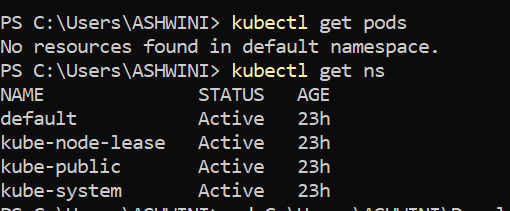 PS C:\Users\ASHWINI> kubectl get pods
No resources found in default namespace.
PS C:\Users\ASHWINI> kubectl get ns
NAME STATUS AGE
default Active 23h
kube-node-lease Active 23h
kube-public Active 23h
kube-system Active 23h